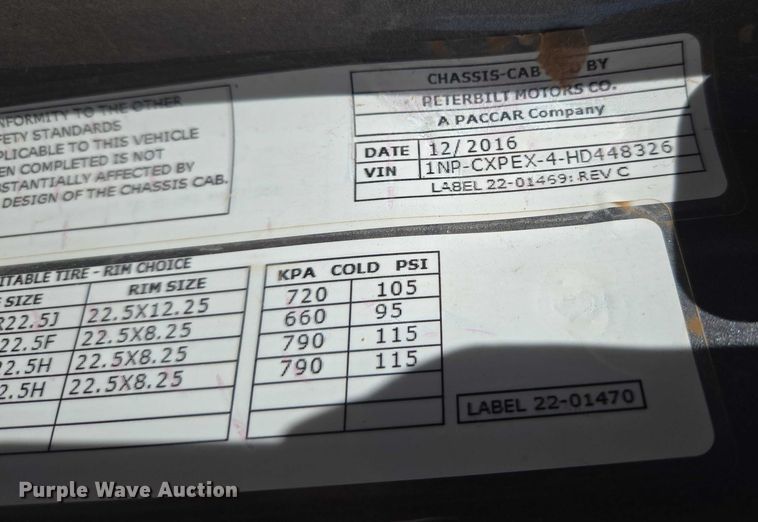 NFORMITY TO THE OTHER
FETY STANDARDS
PLICABLE TO THIS VEHICLE
EN COMPLETED IS NOT
BSTANTIALLY AFFECTED BY
DESIGN OF THE CHASSIS CAB.
CHASSIS-CAB BY
PETERBILT MOTORS CO.
A PACCAR Company
DATE 12/2016
VIN 1NP-CXPEX-4-HD448326
LABEL 22-01469: REV C
ITABLE TIRE - RIM CHOICE
SIZE RIM SIZE
R22.5J 22.5X12.25
22.5F 22.5X8.25
2.5H 22.5X8.25
2.5H 22.5X8.25
KPA COLD PSI
720 105
660 95
790 115
790 115
LABEL 22-01470
Purple Wave Auction